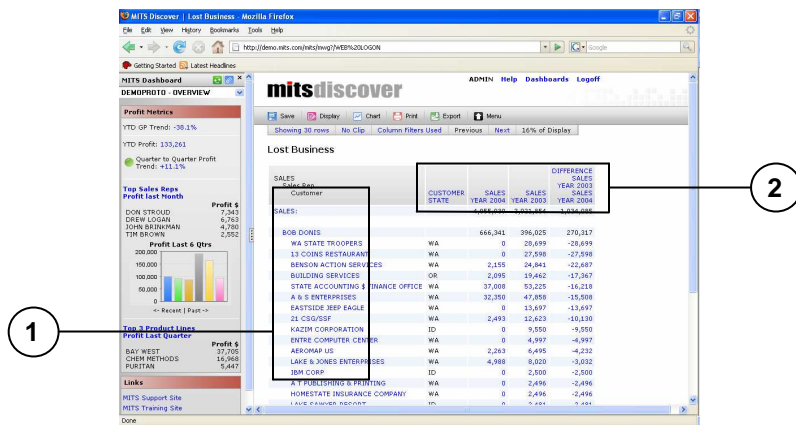 MITS Discover | Lost Business - Mozilla Firefox
File Edit View History Bookmarks Tools Help
http://demo.mits.com/mits/mwg?/WEB%20LOGON
Google
Getting Started Latest Headlines
MITS Dashboard
DEMOPROTO - OVERVIEW
Profit Metrics
YTD GP Trend: -38.1%
YTD Profit: 133,261
Quarter to Quarter Profit
Trend: +11.1%
Top Sales Reps
Profit last Month
Profit $
DON STROUD 7,343
DREW LOGAN 6,763
JOHN BRINKMAN 4,780
TIM BROWN 2,552
Profit Last 6 Qtrs
200,000
150,000
100,000
50,000
0
<- Recent | Past ->
Top 3 Product Lines
Profit Last Quarter
Profit $
BAY WEST 37,705
CHEM METHODS 16,968
PURITAN 5,447
Links
MITS Support Site
MITS Training Site
Done
mitsdiscover
ADMIN Help Dashboards Logoff
Save Display Chart Print Export Menu
Showing 30 rows No Clip Column Filters Used Previous Next 16% of Display
Lost Business
SALES
Sales Rep
Customer
CUSTOMER STATE
SALES YEAR 2004
SALES YEAR 2003
DIFFERENCE SALES YEAR 2003 SALES YEAR 2004
SALES:
BOB DONIS 666,341 396,025 270,317
WA STATE TROOPERS WA 0 28,699 -28,699
13 COINS RESTAURANT WA 0 27,598 -27,598
BENSON ACTION SERVICES WA 2,155 24,841 -22,687
BUILDING SERVICES OR 2,095 19,462 -17,367
STATE ACCOUNTING $ FINANCE OFFICE WA 37,008 53,225 -16,218
A & S ENTERPRISES WA 32,350 47,858 -15,508
EASTSIDE JEEP EAGLE WA 0 13,697 -13,697
21 CSG/SSF WA 2,493 12,623 -10,130
KAZIM CORPORATION ID 0 9,550 -9,550
ENTRE COMPUTER CENTER WA 0 4,997 -4,997
AEROMAP US WA 2,263 6,495 -4,232
LAKE & JONES ENTERPRISES WA 4,988 8,020 -3,032
IBM CORP ID 0 2,500 -2,500
A T PUBLISHING & PRINTING WA 0 2,496 -2,496
HOMESTATE INSURANCE COMPANY WA 0 2,496 -2,496
LAKE SAWYER RESORT ID 0 2,481 -2,481
1
2